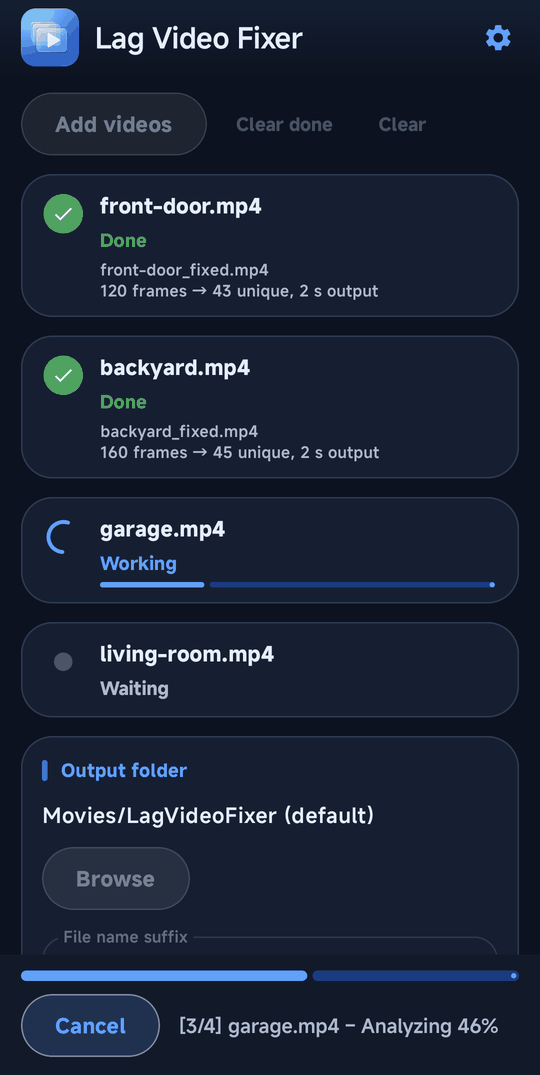 Lag Video Fixer
Add videos
Clear done
Clear
front-door.mp4
Done
front-door_fixed.mp4
120 frames → 43 unique, 2 s output
backyard.mp4
Done
backyard_fixed.mp4
160 frames → 45 unique, 2 s output
garage.mp4
Working
living-room.mp4
Waiting
Output folder
Movies/LagVideoFixer (default)
Browse
File name suffix
Cancel
[3/4] garage.mp4 – Analyzing 46%